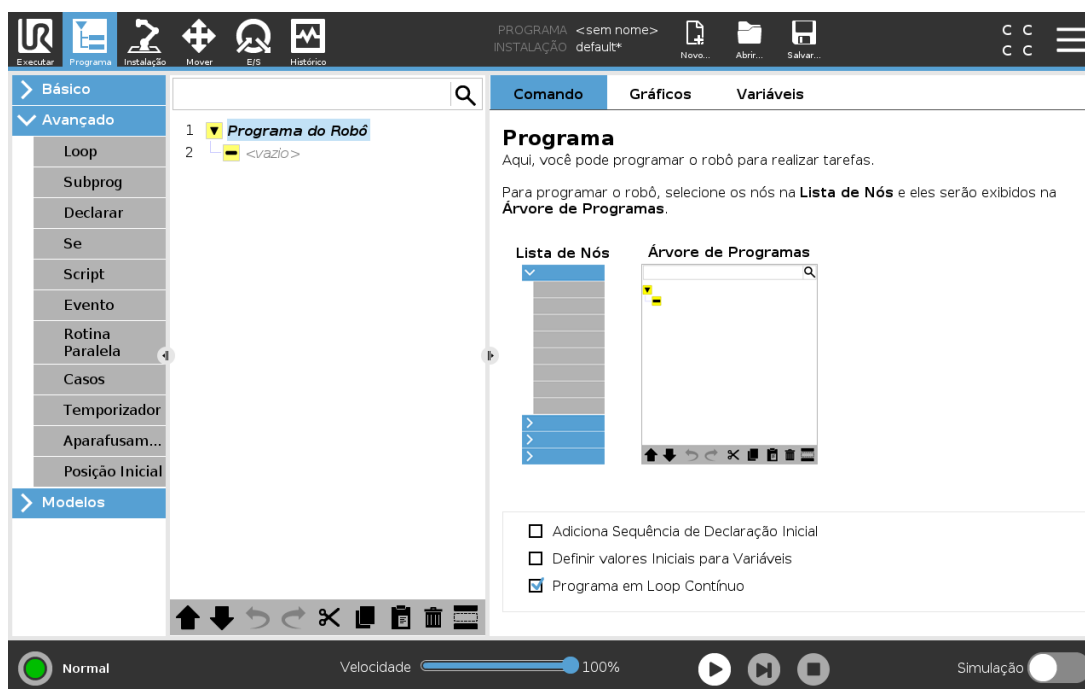 UR
Executar
Programa
Instalação
Mover
E/S
Histórico
PROGRAMA <sem nome>
INSTALAÇÃO default*
Novo...
Abrir...
Salvar...
C C
C C
Básico
Avançado
Loop
Subprog
Declarar
Se
Script
Evento
Rotina
Paralela
Casos
Temporizador
Aparafusam...
Posição Inicial
Modelos
1 Programa do Robô
2 <vazio>
Comando Gráficos Variáveis
Programa
Aqui, você pode programar o robô para realizar tarefas.
Para programar o robô, selecione os nós na Lista de Nós e eles serão exibidos na
Árvore de Programas.
Lista de Nós Árvore de Programas
Adiciona Sequência de Declaração Inicial
Definir valores Iniciais para Variáveis
Programa em Loop Contínuo
Normal
Velocidade 100%
Simulação